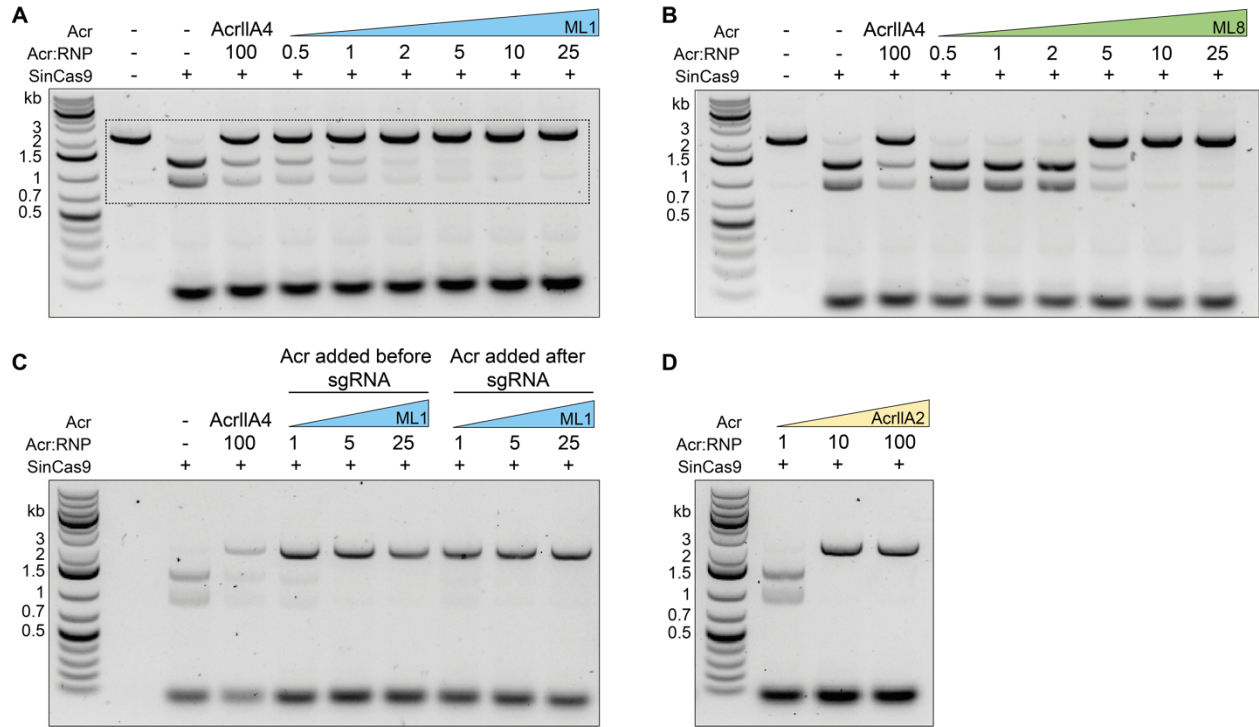 A
Acr - - AcrIIA4 ML1
Acr:RNP - - 100 0.5 1 2 5 10 25
SinCas9 - + + + + + + + +
kb
3
2
1.5
1
0.7
0.5
B
Acr - - AcrIIA4 ML8
Acr:RNP - - 100 0.5 1 2 5 10 25
SinCas9 - + + + + + + + +
kb
3
2
1.5
1
0.7
0.5
C
Acr added before sgRNA
Acr added after sgRNA
Acr - AcrIIA4 ML1 ML1
Acr:RNP - 100 1 5 25 1 5 25
SinCas9 + + + + + + + +
kb
3
2
1.5
1
0.7
0.5
D
Acr AcrIIA2
Acr:RNP 1 10 100
SinCas9 + + +
kb
3
2
1.5
1
0.7
0.5